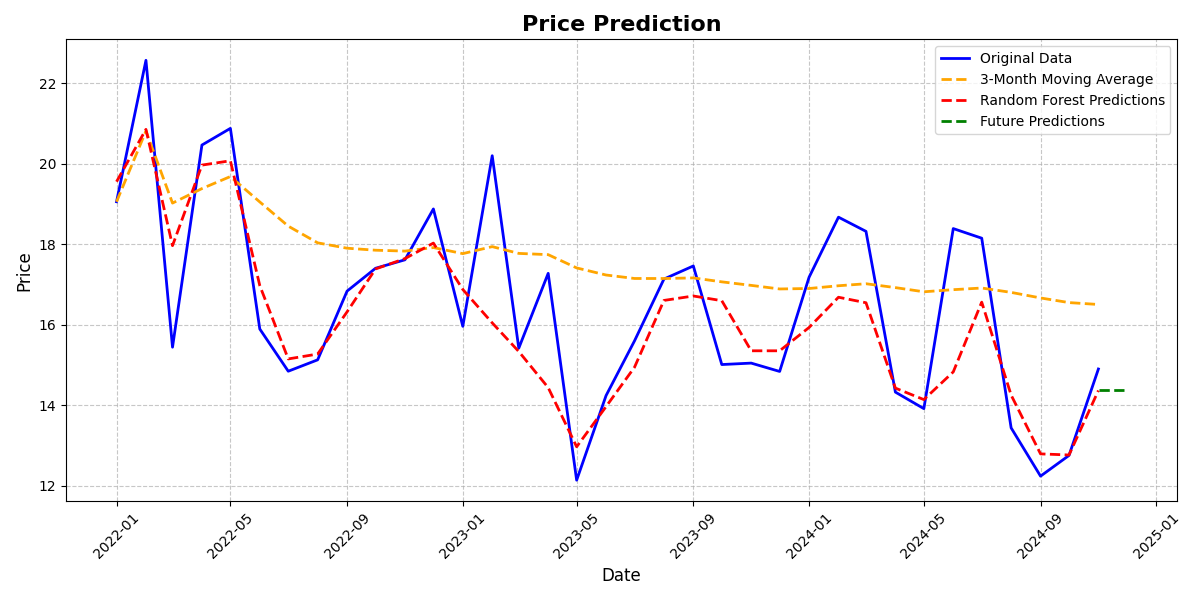 Price Prediction
Original Data
3-Month Moving Average
Random Forest Predictions
Future Predictions
22
20
18
16
14
12
Price
2022-01
2022-05
2022-09
2023-01
2023-05
2023-09
2024-01
2024-05
2024-09
2025-01
Date